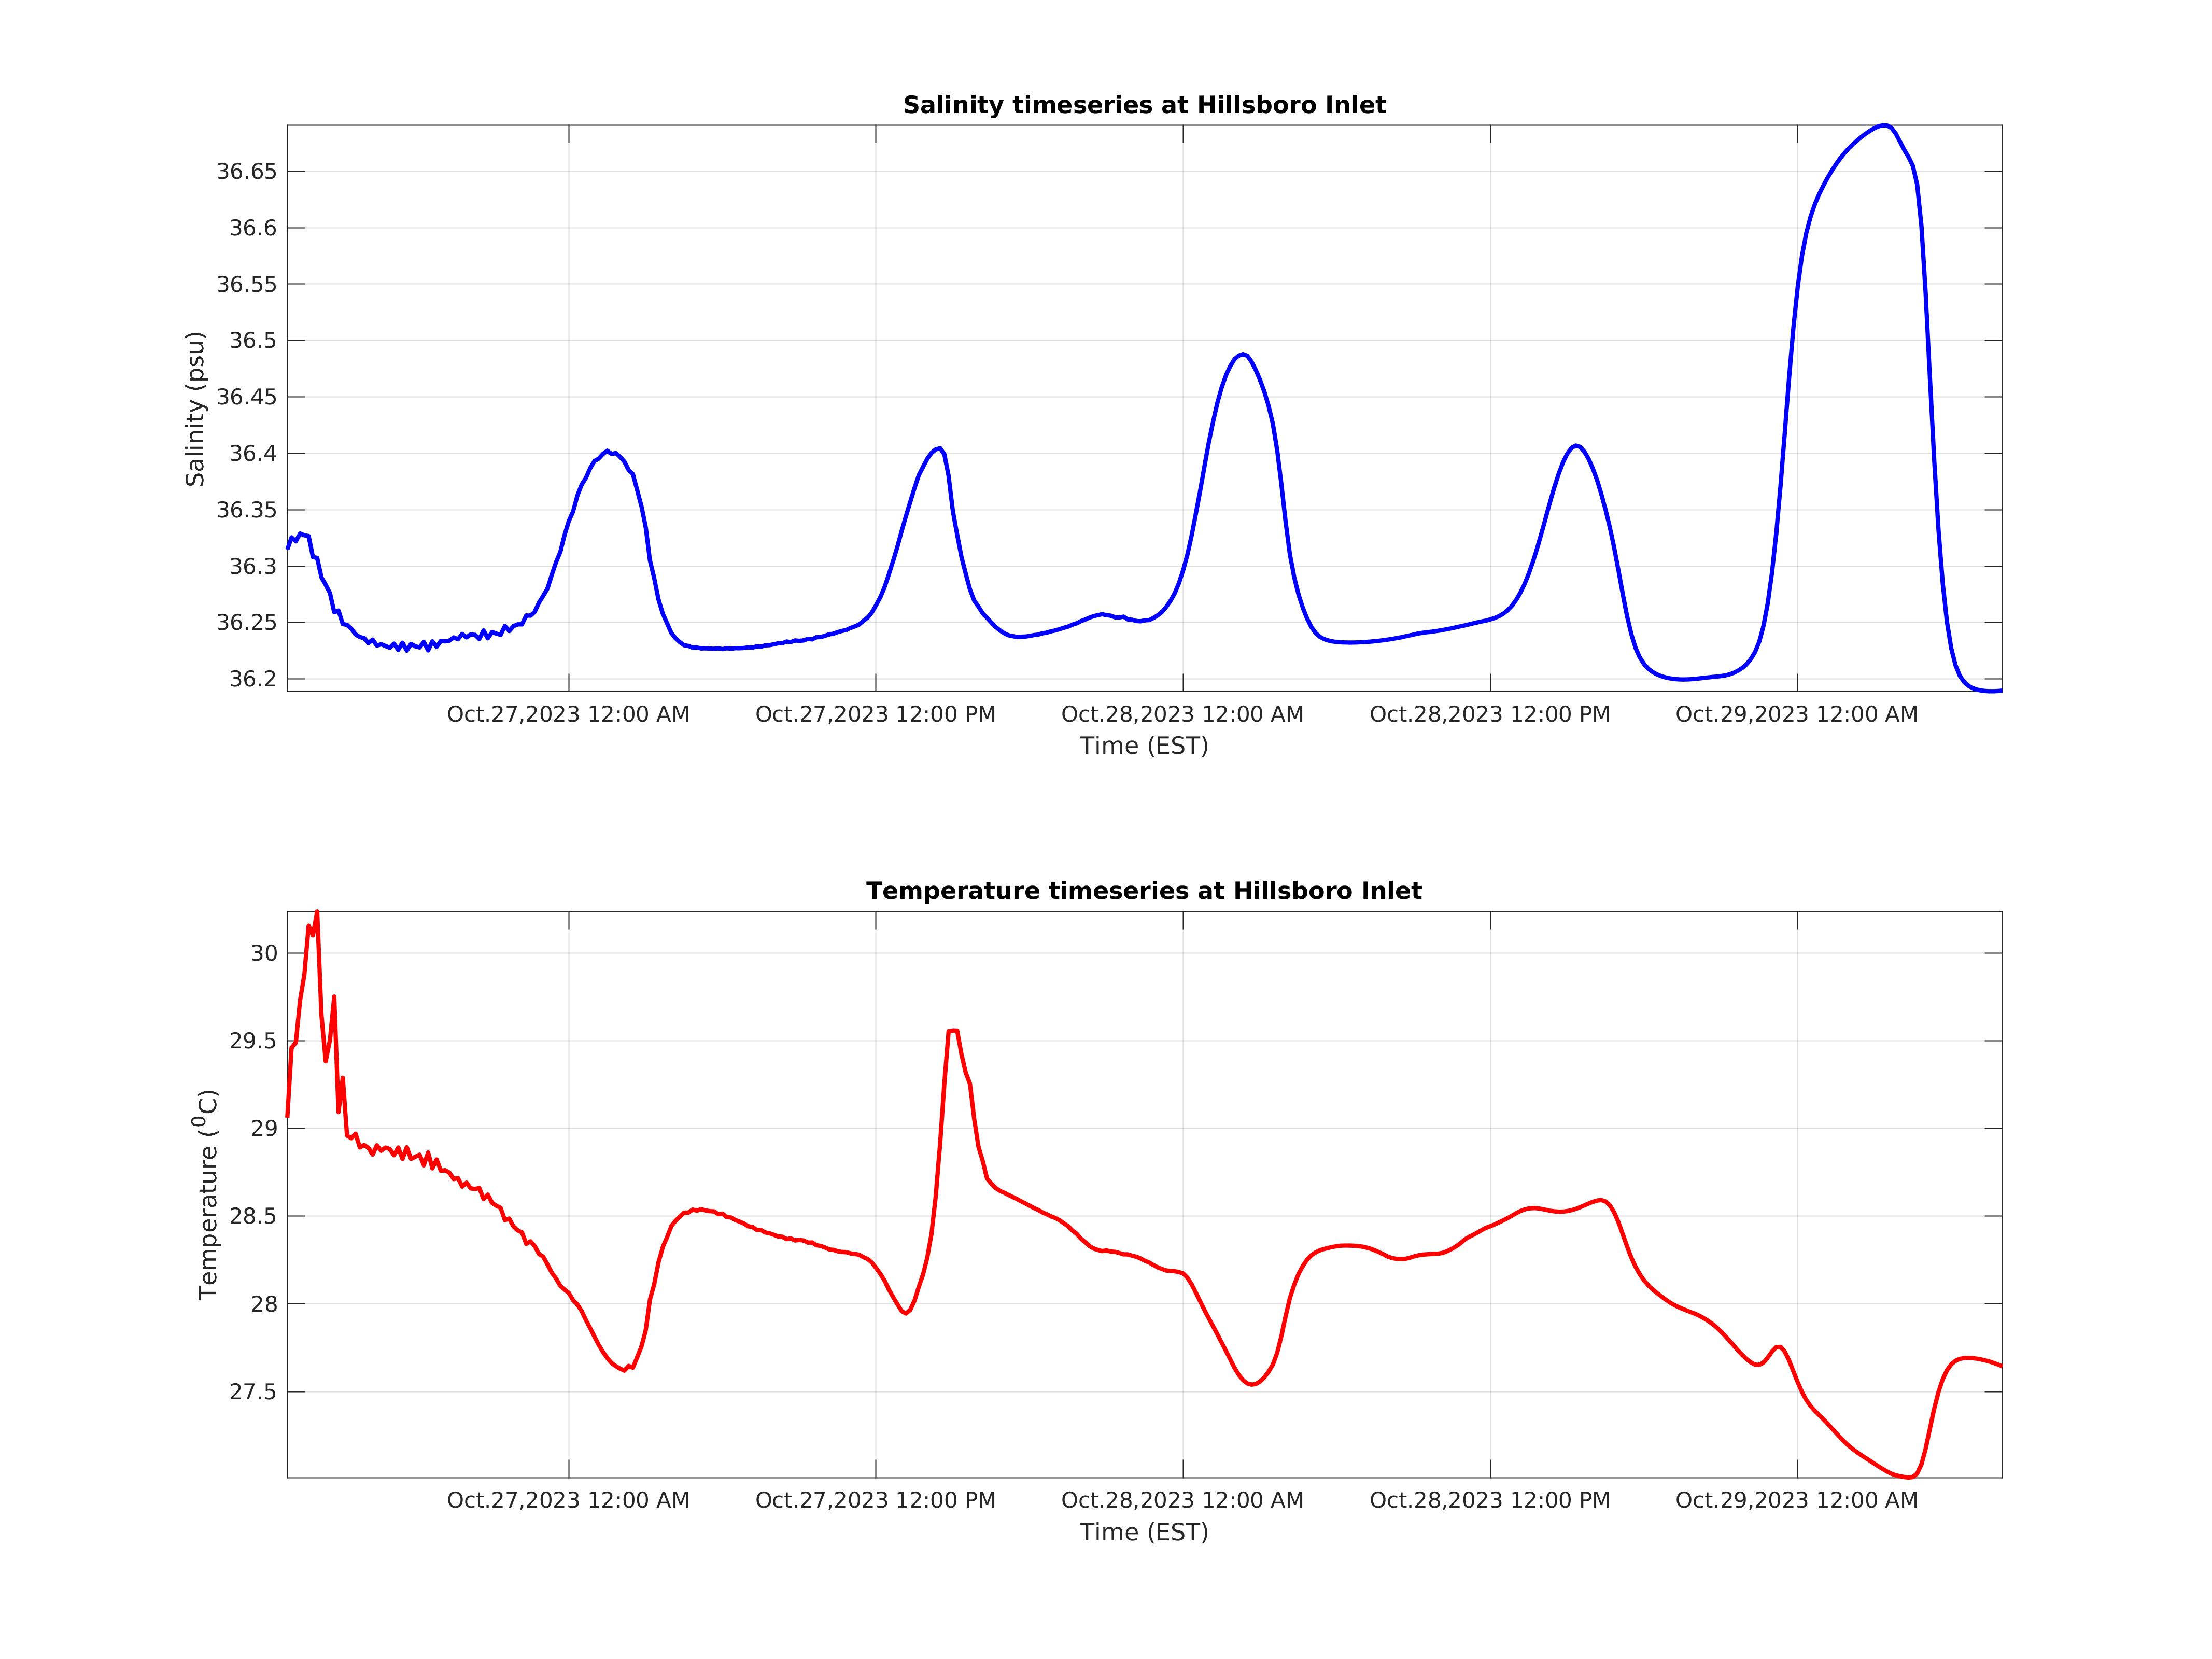 Salinity timeseries at Hillsboro Inlet
36.65
36.6
36.55
36.5
36.45
36.4
36.35
36.3
36.25
36.2
Salinity (psu)
Oct.27,2023 12:00 AM Oct.27,2023 12:00 PM Oct.28,2023 12:00 AM Oct.28,2023 12:00 PM Oct.29,2023 12:00 AM
Time (EST)
Temperature timeseries at Hillsboro Inlet
30
29.5
29
28.5
28
27.5
Temperature (⁰C)
Oct.27,2023 12:00 AM Oct.27,2023 12:00 PM Oct.28,2023 12:00 AM Oct.28,2023 12:00 PM Oct.29,2023 12:00 AM
Time (EST)